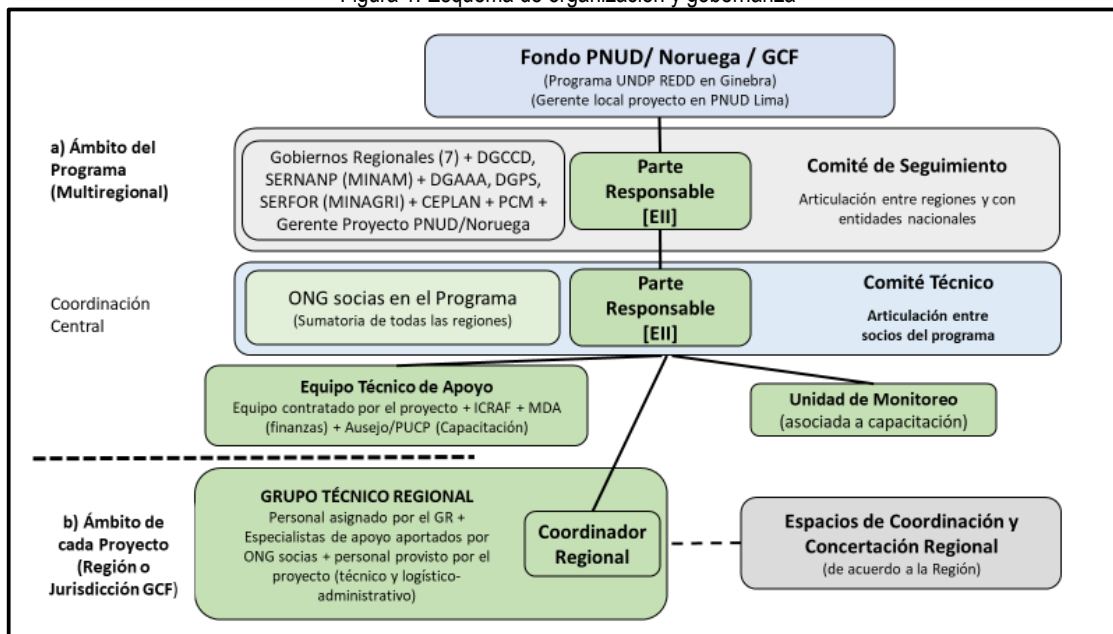 Figura 1. Esquema de organización y gobernanza
Fondo PNUD/ Noruega / GCF
(Programa UNDP REDD en Ginebra)
(Gerente local proyecto en PNUD Lima)
a) Ámbito del
Programa
(Multiregional)
Gobiernos Regionales (7) + DGCCD,
SERNANP (MINAM) + DGAAA, DGPS,
SERFOR (MINAGRI) + CEPLAN + PCM +
Gerente Proyecto PNUD/Noruega
Parte
Responsable
[EII]
Comité de Seguimiento
Articulación entre regiones y con
entidades nacionales
Coordinación
Central
ONG socias en el Programa
(Sumatoria de todas las regiones)
Parte
Responsable
[EII]
Comité Técnico
Articulación entre
socios del programa
Equipo Técnico de Apoyo
Equipo contratado por el proyecto + ICRAF + MDA
(finanzas) + Ausejo/PUCP (Capacitación)
Unidad de Monitoreo
(asociada a capacitación)
b) Ámbito de
cada Proyecto
(Región o
Jurisdicción GCF)
GRUPO TÉCNICO REGIONAL
Personal asignado por el GR +
Especialistas de apoyo aportados por
ONG socias + personal provisto por el
proyecto (técnico y logístico-
administrativo)
Coordinador
Regional
Espacios de Coordinación y
Concertación Regional
(de acuerdo a la Región)